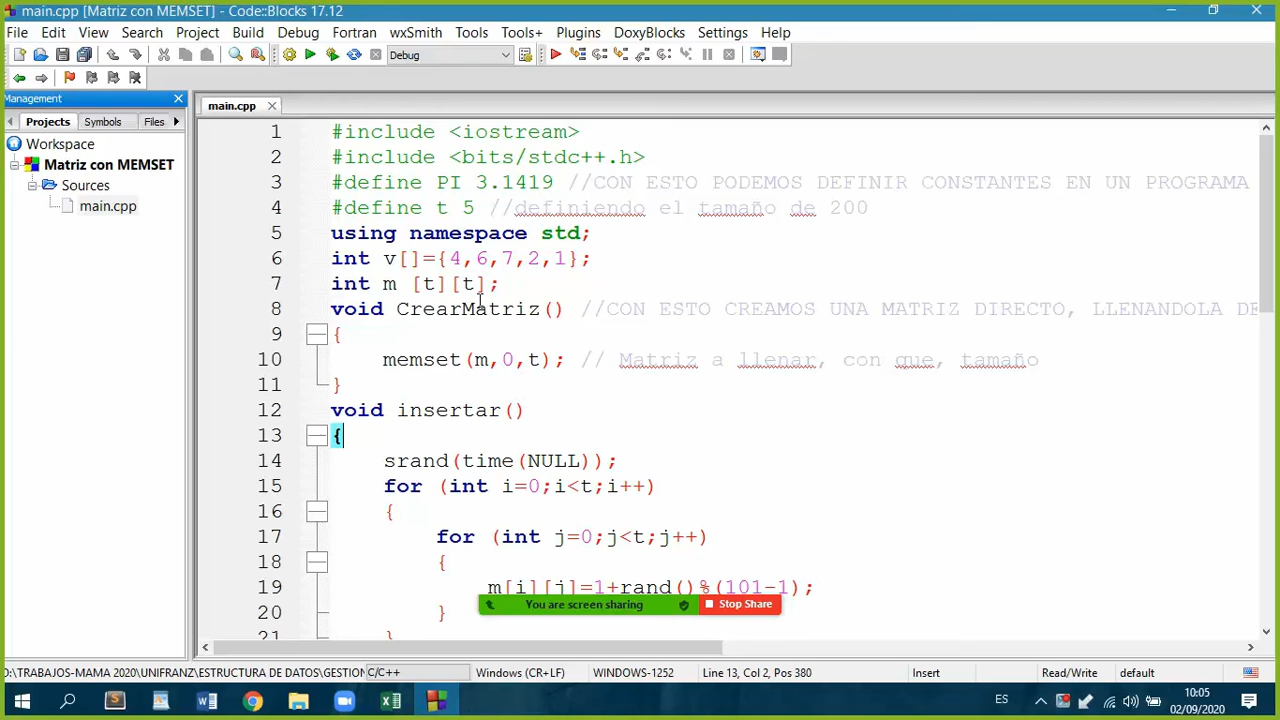 main.cpp [Matriz con MEMSET] - Code::Blocks 17.12
File Edit View Search Project Build Debug Fortran wxSmith Tools Tools+ Plugins DoxyBlocks Settings Help
Debug
Management
main.cpp
Projects Symbols Files
Workspace
Matriz con MEMSET
Sources
main.cpp
1 #include <iostream>
2 #include <bits/stdc++.h>
3 #define PI 3.1419 //CON ESTO PODEMOS DEFINIR CONSTANTES EN UN PROGRAMA
4 #define t 5 //definiendo el tamaño de 200
5 using namespace std;
6 int v[]={4,6,7,2,1};
7 int m [t][t];
8 void CrearMatriz() //CON ESTO CREAMOS UNA MATRIZ DIRECTO, LLENANDOLA DE
9 {
10 memset(m,0,t); // Matriz a llenar, con que, tamaño
11 }
12 void insertar()
13 {
14 srand(time(NULL));
15 for (int i=0;i<t;i++)
16 {
17 for (int j=0;j<t;j++)
18 {
19 m[i][j]=1+rand()%(101-1);
20 }
21 }
You are screen sharing Stop Share
D:\TRABAJOS-MAMA 2020\UNIFRANZ\ESTRUCTURA DE DATOS\GESTION C/C++ Windows (CR+LF) WINDOWS-1252 Line 13, Col 2, Pos 380 Insert Read/Write default
ES 10:05
02/09/2020